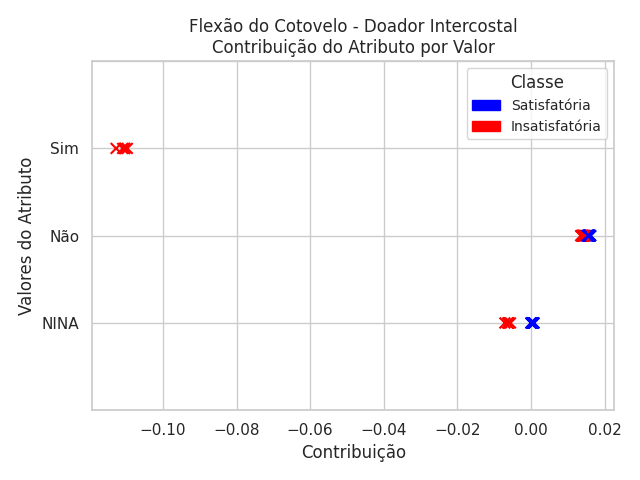 Flexão do Cotovelo - Doador Intercostal
Contribuição do Atributo por Valor
Classe
Satisfatória
Insatisfatória
Valores do Atributo
Sim
Não
NINA
−0.10 −0.08 −0.06 −0.04 −0.02 0.00 0.02
Contribuição